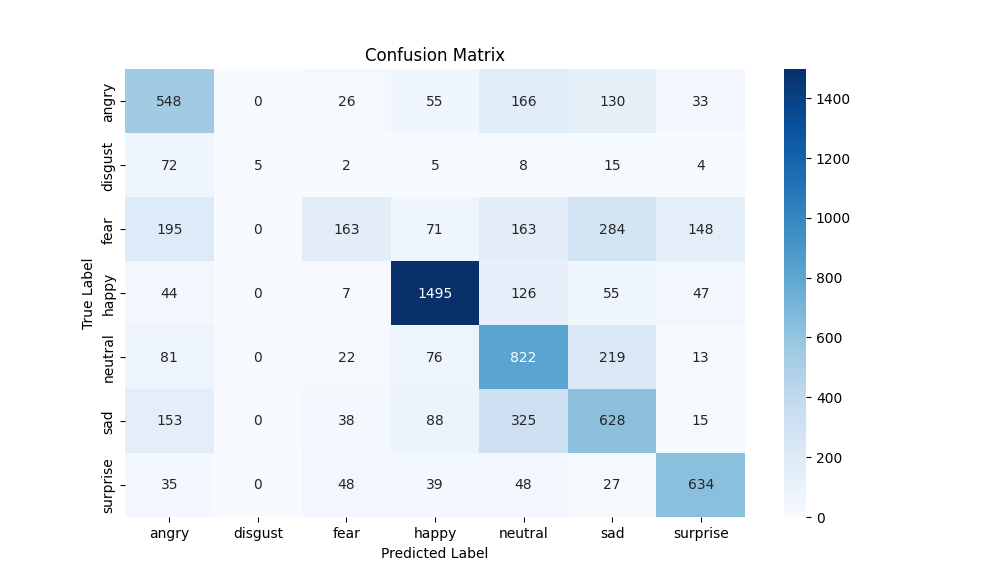 Confusion Matrix
angry 548 0 26 55 166 130 33
disgust 72 5 2 5 8 15 4
fear 195 0 163 71 163 284 148
happy 44 0 7 1495 126 55 47
neutral 81 0 22 76 822 219 13
sad 153 0 38 88 325 628 15
surprise 35 0 48 39 48 27 634
angry disgust fear happy neutral sad surprise
Predicted Label
True Label
1400
1200
1000
800
600
400
200
0